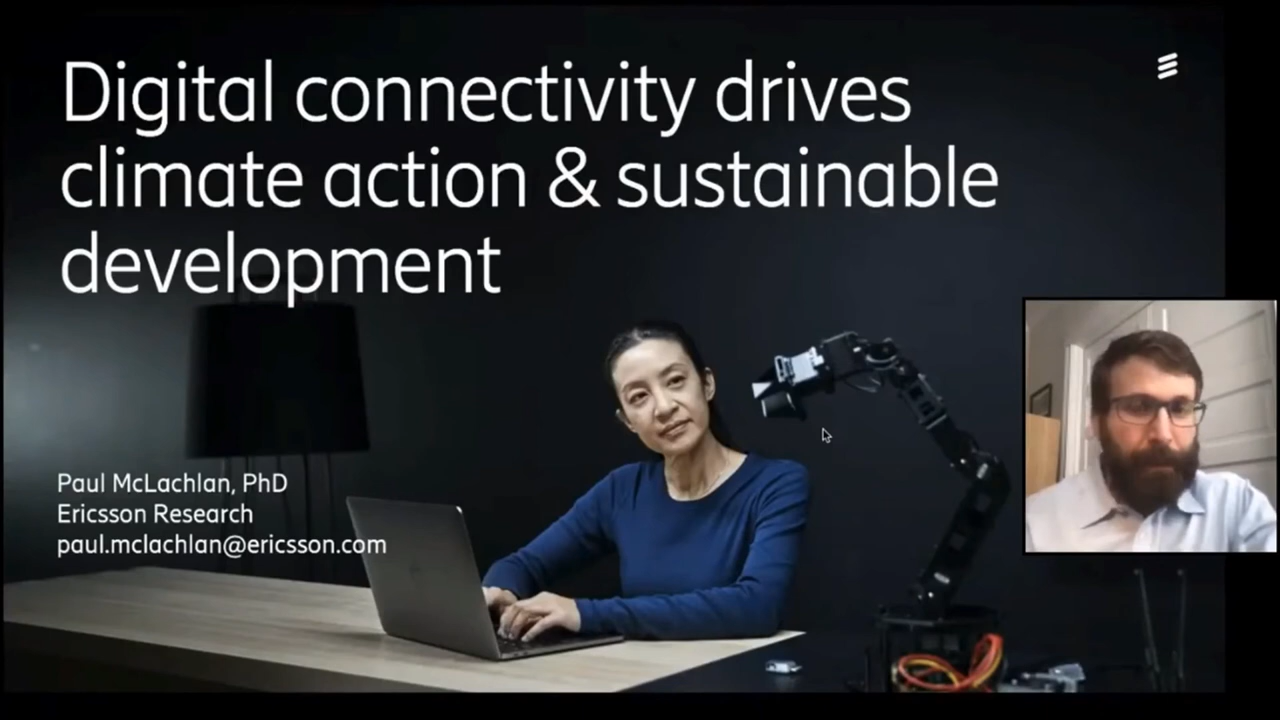 Digital connectivity drives
climate action & sustainable
development
Paul McLachlan, PhD
Ericsson Research
paul.mclachlan@ericsson.com